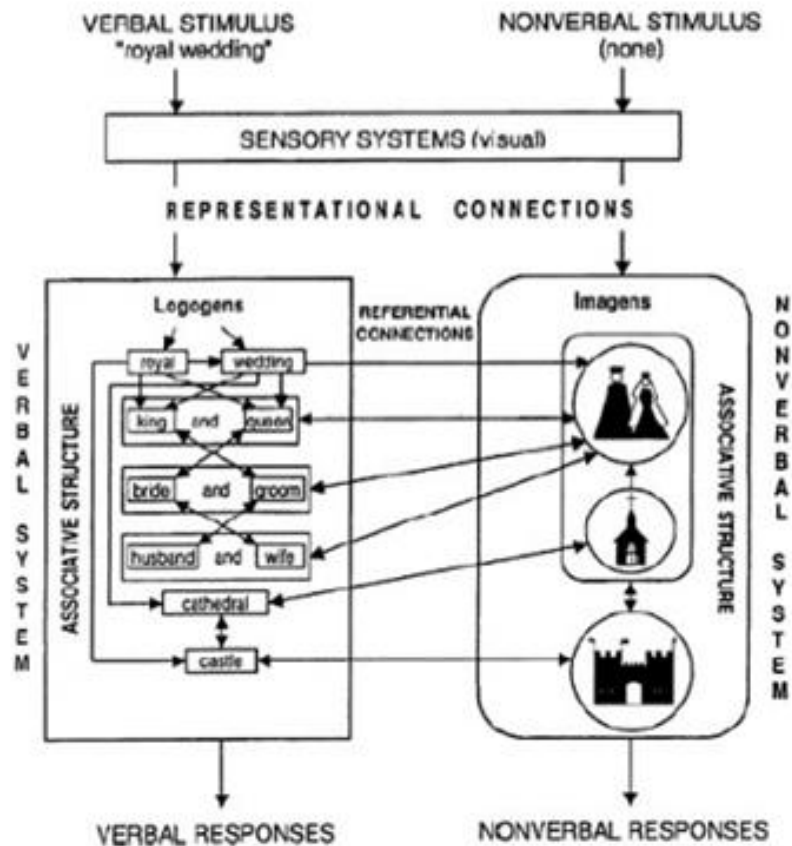 VERBAL STIMULUS
"royal wedding"
NONVERBAL STIMULUS
(none)
SENSORY SYSTEMS (visual)
REPRESENTATIONAL CONNECTIONS
VERBAL SYSTEM
ASSOCIATIVE STRUCTURE
Logogens
royal
wedding
king and queen
bride and groom
husband and wife
cathedral
castle
REFERENTIAL
CONNECTIONS
Imagens
ASSOCIATIVE STRUCTURE
NONVERBAL SYSTEM
VERBAL RESPONSES
NONVERBAL RESPONSES